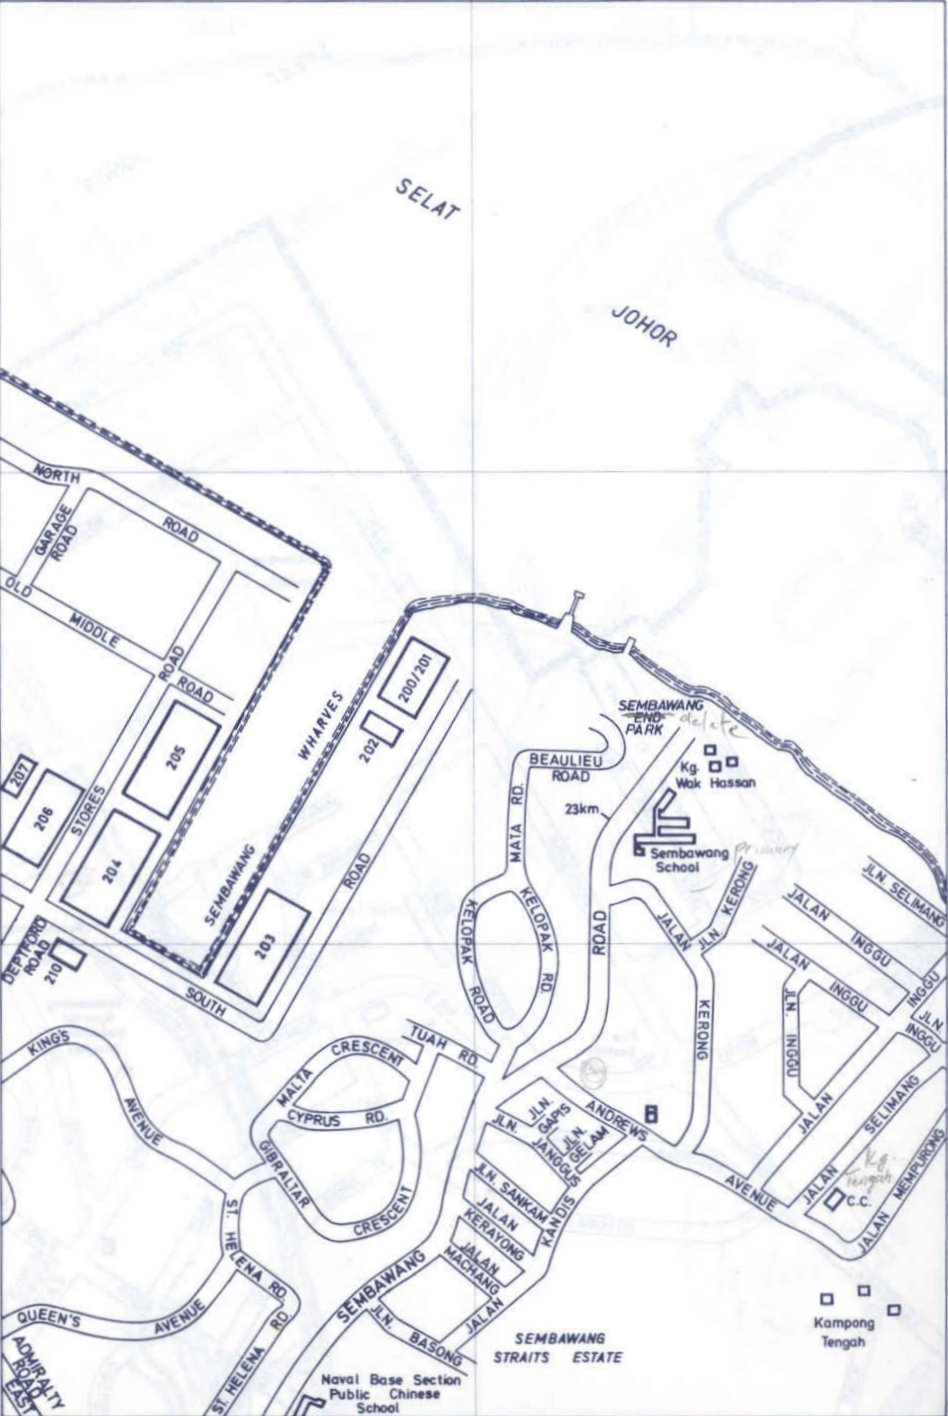 SELAT
JOHOR
NORTH
ROAD
GARAGE
ROAD
OLD
MIDDLE
ROAD
ROAD
STORES
WHARVES
SEMBAWANG
200/201
202
205
207
206
204
203
210
DEPTFORD
ROAD
SOUTH
ROAD
SEMBAWANG
END
PARK
delete
BEAULIEU
ROAD
Kg.
Wak Hassan
23km
MATA RD.
Sembawang
School
Primary
JLN. KERONG
KELOPAK
ROAD
KELOPAK RD.
ROAD
JALAN
KERONG
JLN. SELIMANG
JALAN
INGGU
JALAN
INGGU
INGGU
JLN.
INGGU
JLN. INGGU
JALAN
KING'S
AVENUE
MALTA
CRESCENT
TUAH RD.
CYPRUS RD.
GIBRALTAR
CRESCENT
JLN.
GAPIS
JLN.
GELAM
JLN.
JANGGUS
ANDREWS
AVENUE
JALAN
SELIMANG
Kg.
Tengah
C.C.
JALAN MEMPURONG
JLN. SANKAM
JALAN
KERAYONG
JALAN
MACHANG
JALAN
KANDIS
ST. HELENA RD.
ST. HELENA
RD.
QUEEN'S
AVENUE
ADMIRALTY
ROAD
EAST
SEMBAWANG
JLN. BASONG
SEMBAWANG
STRAITS ESTATE
Kampong
Tengah
Naval Base Section
Public Chinese
School